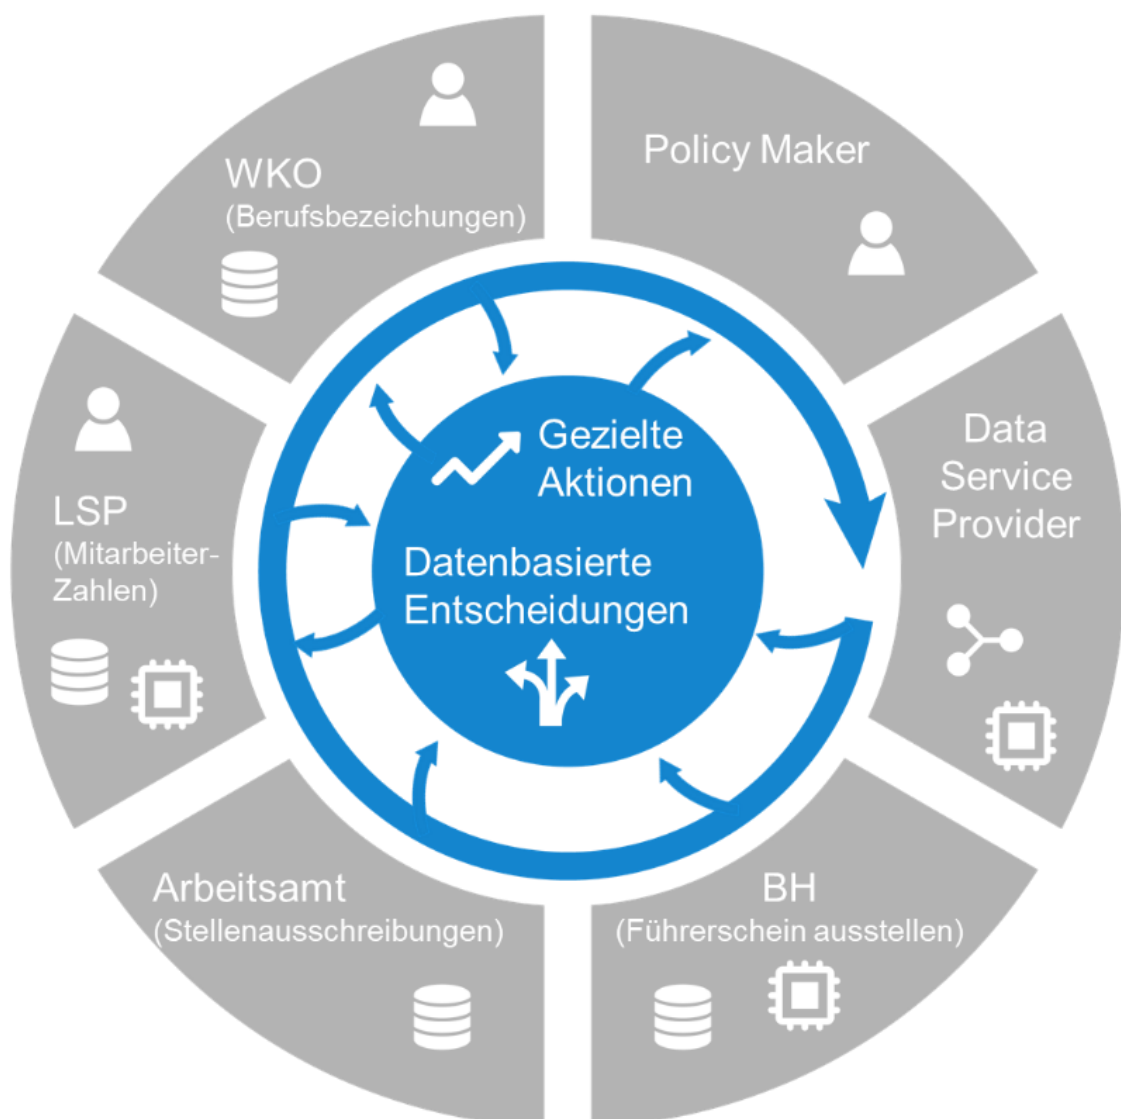 WKO
(Berufsbezeichungen)
Policy Maker
Data
Service
Provider
BH
(Führerschein ausstellen)
Arbeitsamt
(Stellenausschreibungen)
LSP
(Mitarbeiter-
Zahlen)
Gezielte
Aktionen
Datenbasierte
Entscheidungen